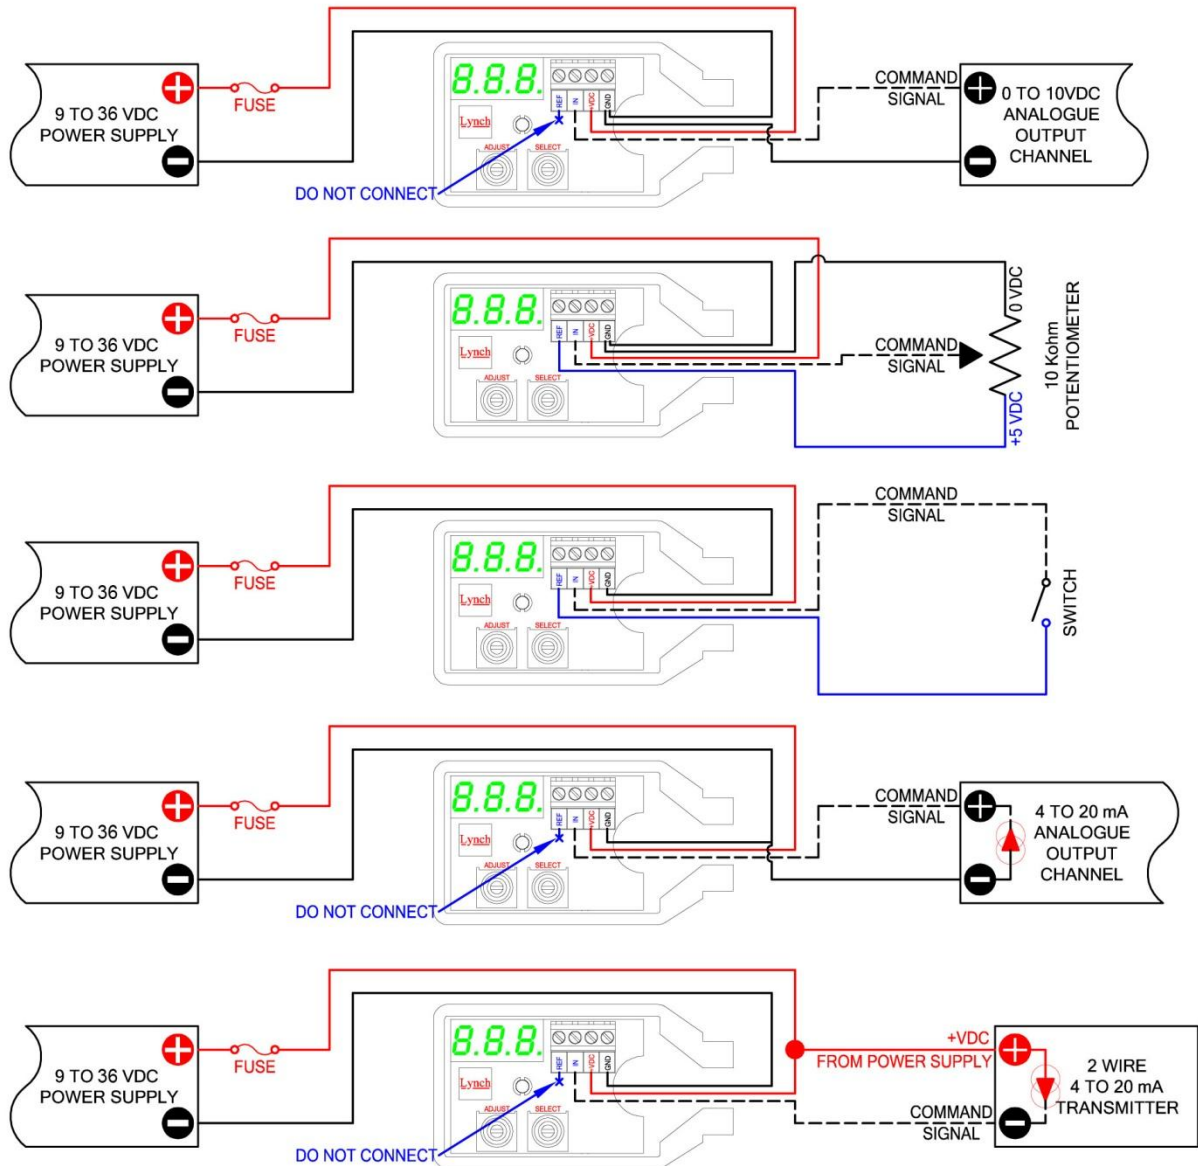 9 TO 36 VDC
POWER SUPPLY
FUSE
8.8.8.
REF
IN
+VDC
GND
Lynch
ADJUST
SELECT
DO NOT CONNECT
COMMAND
SIGNAL
0 TO 10VDC
ANALOGUE
OUTPUT
CHANNEL
9 TO 36 VDC
POWER SUPPLY
FUSE
8.8.8.
REF
IN
+VDC
GND
Lynch
ADJUST
SELECT
COMMAND
SIGNAL
0 VDC
+5 VDC
10 Kohm
POTENTIOMETER
9 TO 36 VDC
POWER SUPPLY
FUSE
8.8.8.
REF
IN
+VDC
GND
Lynch
ADJUST
SELECT
COMMAND
SIGNAL
SWITCH
9 TO 36 VDC
POWER SUPPLY
FUSE
8.8.8.
REF
IN
+VDC
GND
Lynch
ADJUST
SELECT
DO NOT CONNECT
COMMAND
SIGNAL
4 TO 20 mA
ANALOGUE
OUTPUT
CHANNEL
9 TO 36 VDC
POWER SUPPLY
FUSE
8.8.8.
REF
IN
+VDC
GND
Lynch
ADJUST
SELECT
DO NOT CONNECT
+VDC
FROM POWER SUPPLY
COMMAND
SIGNAL
2 WIRE
4 TO 20 mA
TRANSMITTER